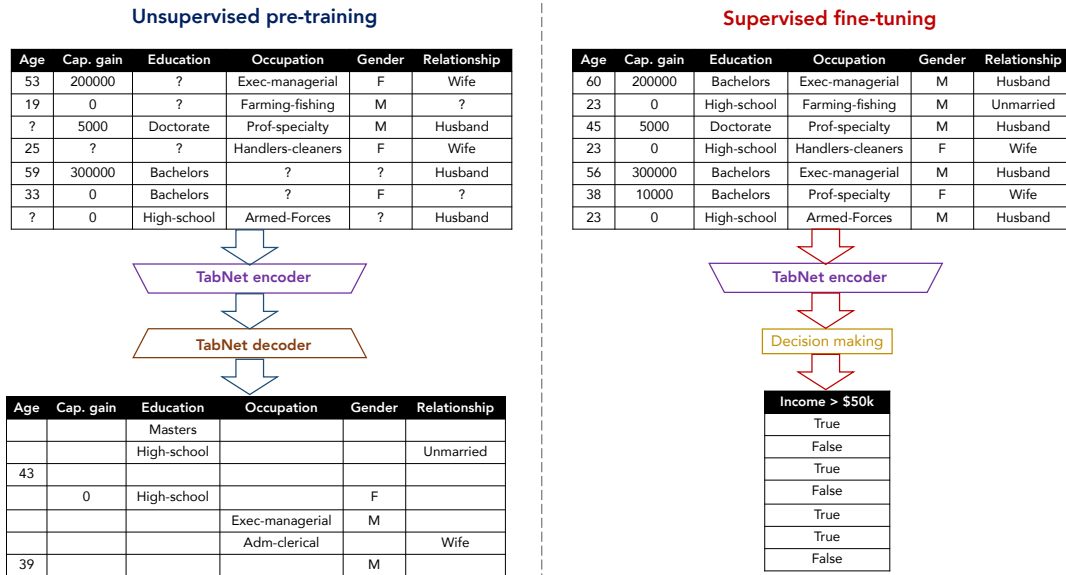 Unsupervised pre-training
Age Cap. gain Education Occupation Gender Relationship
53 200000 ? Exec-managerial F Wife
19 0 ? Farming-fishing M ?
? 5000 Doctorate Prof-specialty M Husband
25 ? ? Handlers-cleaners F Wife
59 300000 Bachelors ? ? Husband
33 0 Bachelors ? F ?
? 0 High-school Armed-Forces ? Husband
TabNet encoder
TabNet decoder
Age Cap. gain Education Occupation Gender Relationship
Masters
High-school Unmarried
43
0 High-school F
Exec-managerial M
Adm-clerical Wife
39 M
Supervised fine-tuning
Age Cap. gain Education Occupation Gender Relationship
60 200000 Bachelors Exec-managerial M Husband
23 0 High-school Farming-fishing M Unmarried
45 5000 Doctorate Prof-specialty M Husband
23 0 High-school Handlers-cleaners F Wife
56 300000 Bachelors Exec-managerial M Husband
38 10000 Bachelors Prof-specialty F Wife
23 0 High-school Armed-Forces M Husband
TabNet encoder
Decision making
Income > $50k
True
False
True
False
True
True
False